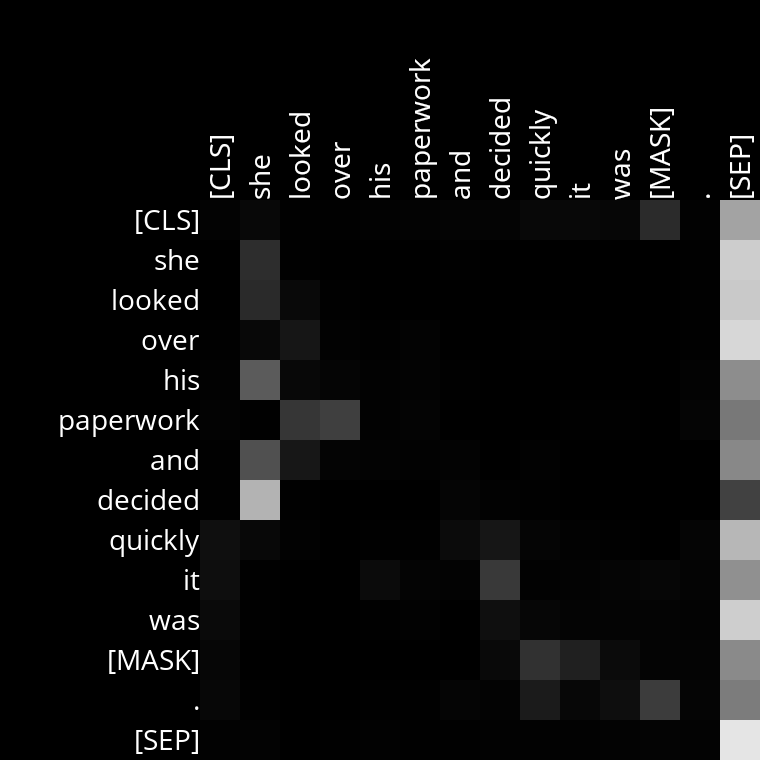 [CLS]
she
looked
over
his
paperwork
and
decided
quickly
it
was
[MASK]
.
[SEP]
[CLS]
she
looked
over
his
paperwork
and
decided
quickly
it
was
[MASK]
.
[SEP]